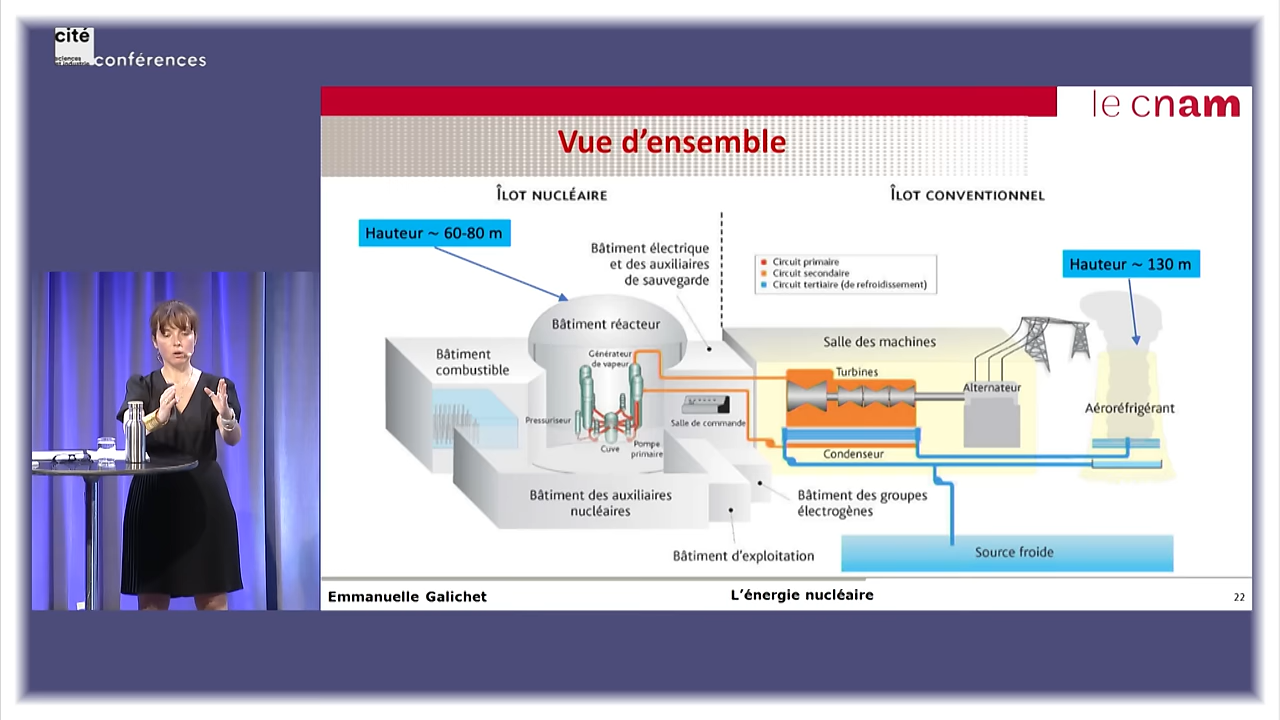 cité
sciences
et industrie
conférences
le cnam
Vue d’ensemble
ÎLOT NUCLÉAIRE
ÎLOT CONVENTIONNEL
Hauteur ~ 60-80 m
Bâtiment électrique
et des auxiliaires
de sauvegarde
Circuit primaire
Circuit secondaire
Circuit tertiaire (de refroidissement)
Hauteur ~ 130 m
Bâtiment réacteur
Salle des machines
Bâtiment
combustible
Générateur
de vapeur
Turbines
Alternateur
Aéroréfrigérant
Pressuriseur
Salle de commande
Cuve
Pompe
primaire
Condenseur
Bâtiment des auxiliaires
nucléaires
Bâtiment des groupes
électrogènes
Bâtiment d’exploitation
Source froide
Emmanuelle Galichet
L’énergie nucléaire
22